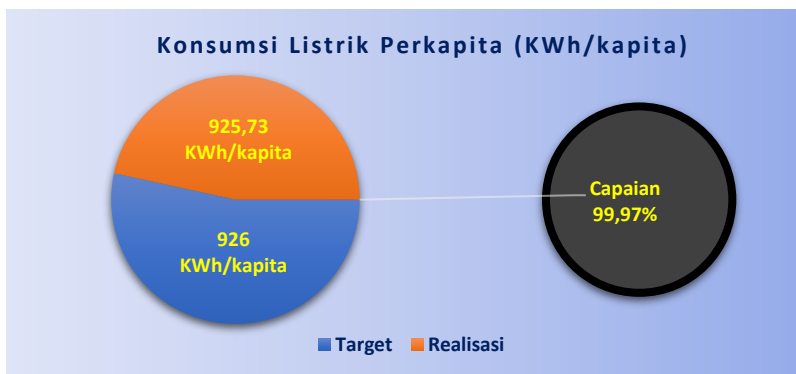 Konsumsi Listrik Perkapita (KWh/kapita)
925,73
KWh/kapita
926
KWh/kapita
Capaian
99,97%
Target Realisasi